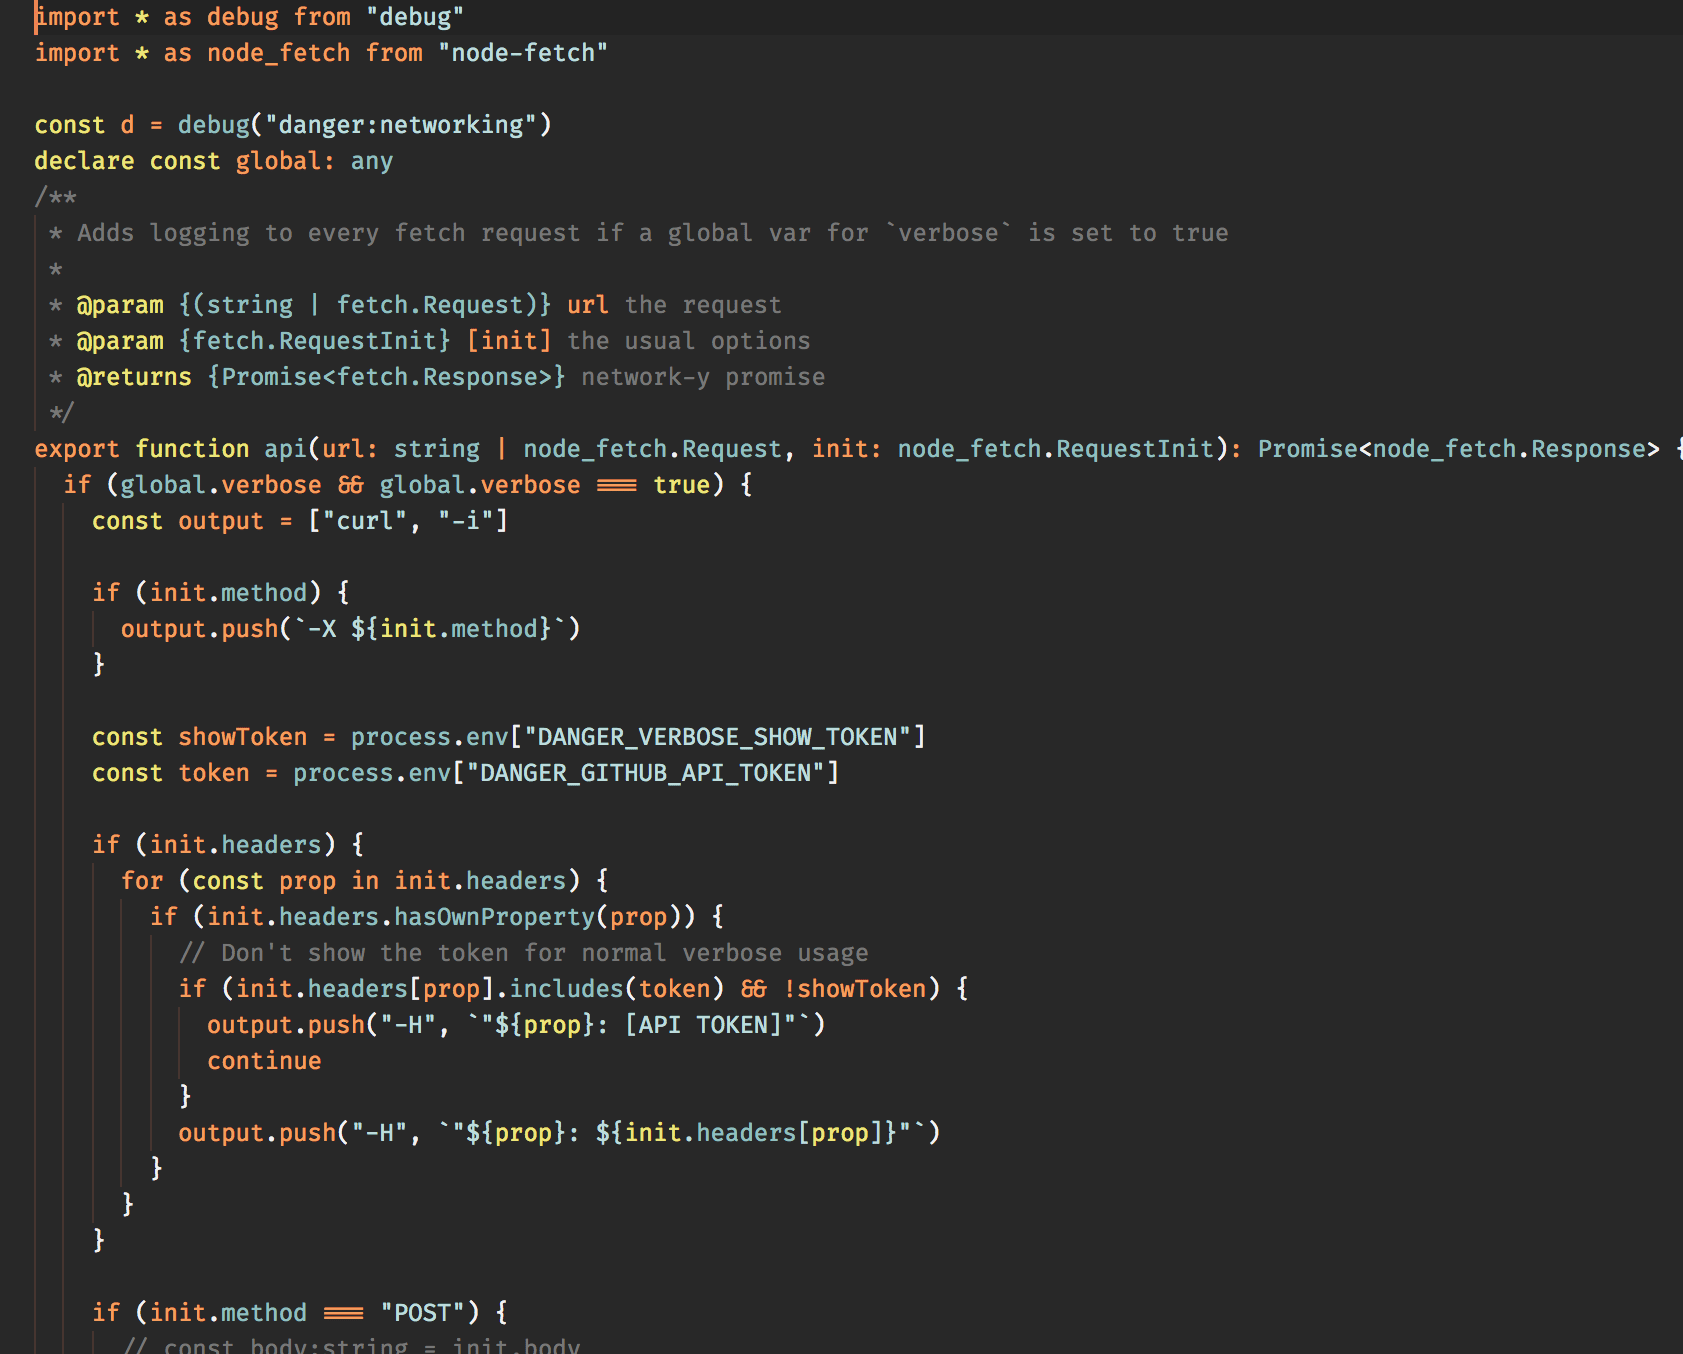 import * as debug from "debug"
import * as node_fetch from "node-fetch"

const d = debug("danger:networking")
declare const global: any
/**
 * Adds logging to every fetch request if a global var for `verbose` is set to true
 *
 * @param {(string | fetch.Request)} url the request
 * @param {fetch.RequestInit} [init] the usual options
 * @returns {Promise<fetch.Response>} network-y promise
 */
export function api(url: string | node_fetch.Request, init: node_fetch.RequestInit): Promise<node_fetch.Response> {
  if (global.verbose && global.verbose === true) {
    const output = ["curl", "-i"]

    if (init.method) {
      output.push(`-X ${init.method}`)
    }

    const showToken = process.env["DANGER_VERBOSE_SHOW_TOKEN"]
    const token = process.env["DANGER_GITHUB_API_TOKEN"]

    if (init.headers) {
      for (const prop in init.headers) {
        if (init.headers.hasOwnProperty(prop)) {
          // Don't show the token for normal verbose usage
          if (init.headers[prop].includes(token) && !showToken) {
            output.push("-H", `"${prop}: [API TOKEN]"`)
            continue
          }
          output.push("-H", `"${prop}: ${init.headers[prop]}"`)
        }
      }
    }

    if (init.method === "POST") {
      // const body:string = init.body